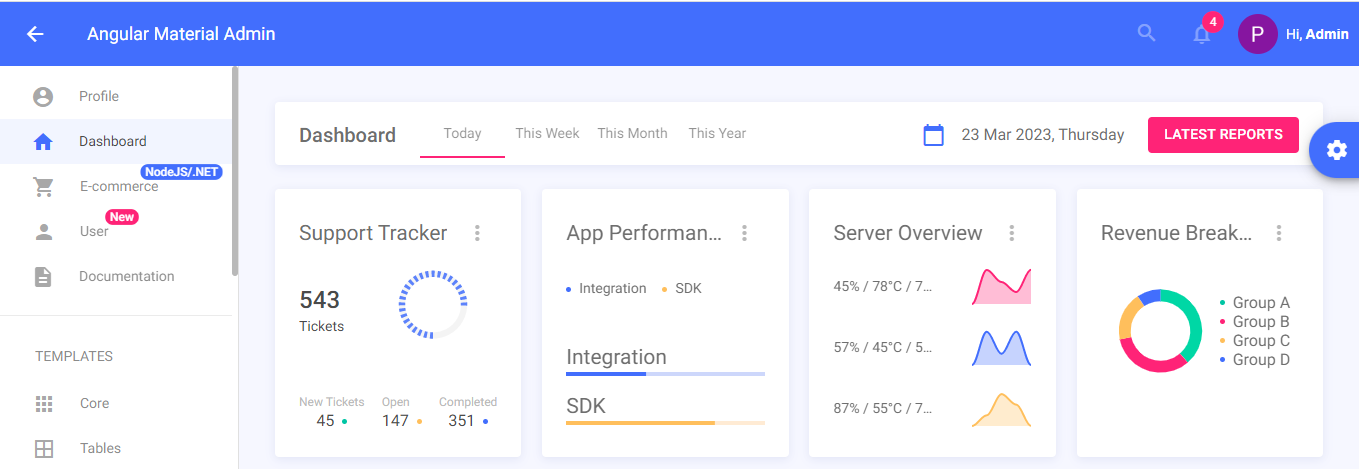 Angular Material Admin
4
P
Hi, Admin
Profile
Dashboard
NodeJS/.NET
E-commerce
New
User
Documentation
TEMPLATES
Core
Tables
Dashboard
Today
This Week
This Month
This Year
23 Mar 2023, Thursday
LATEST REPORTS
Support Tracker
543
Tickets
New Tickets
Open
Completed
45
147
351
App Performan...
Integration
SDK
Integration
SDK
Server Overview
45% / 78°C / 7...
57% / 45°C / 5...
87% / 55°C / 7...
Revenue Break...
Group A
Group B
Group C
Group D